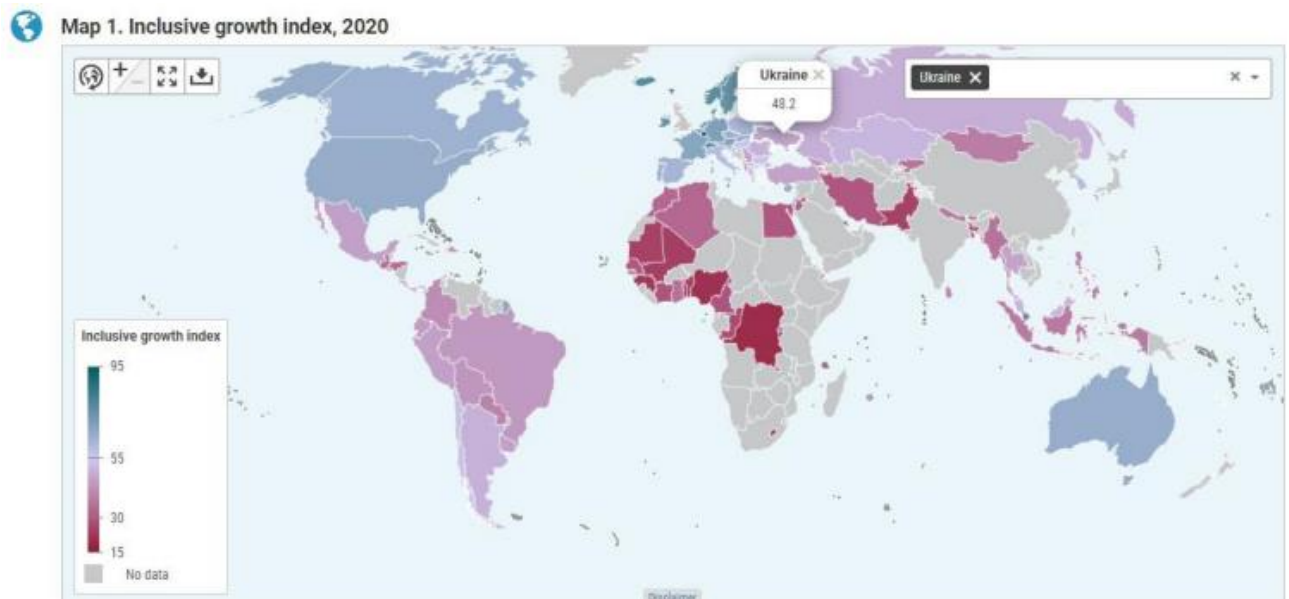 Map 1. Inclusive growth index, 2020
Ukraine
48.2
Ukraine
Inclusive growth index
95
55
30
15
No data
Disclaimer